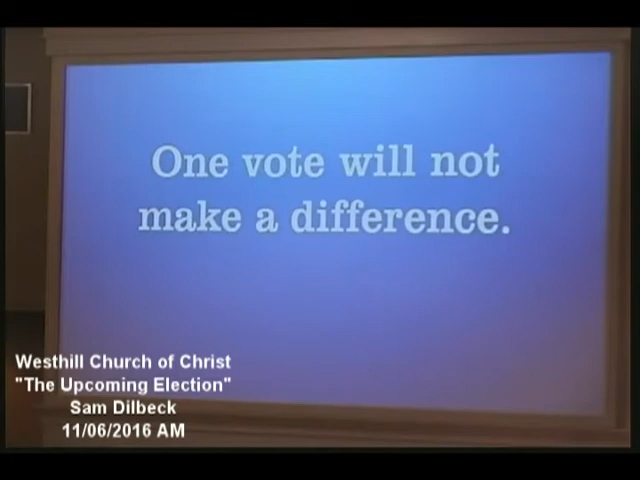 One vote will not
make a difference.
Westhill Church of Christ
"The Upcoming Election"
Sam Dilbeck
11/06/2016 AM